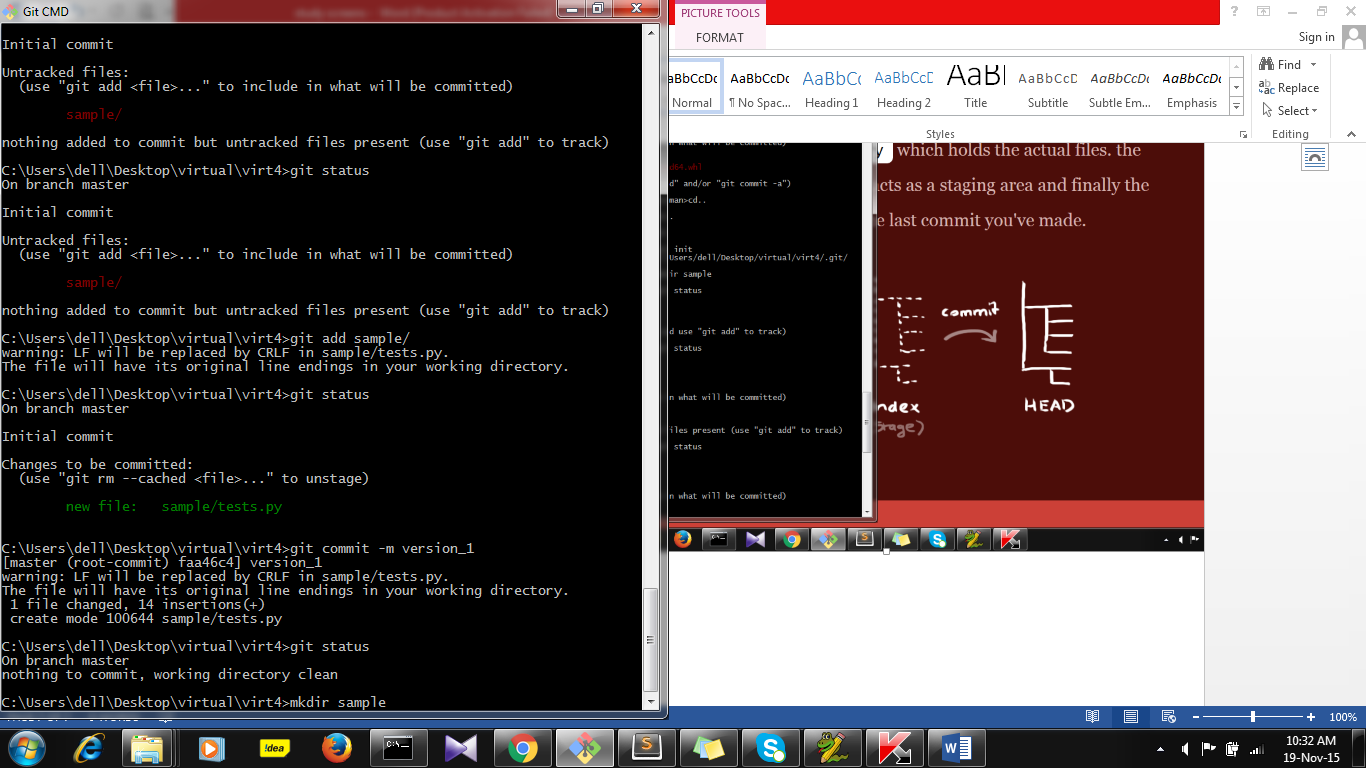 Git CMD
Initial commit
Untracked files:
(use "git add <file>..." to include in what will be committed)
sample/
nothing added to commit but untracked files present (use "git add" to track)
C:\Users\dell\Desktop\virtual\virt4>git status
On branch master
Initial commit
Untracked files:
(use "git add <file>..." to include in what will be committed)
sample/
nothing added to commit but untracked files present (use "git add" to track)
C:\Users\dell\Desktop\virtual\virt4>git add sample/
warning: LF will be replaced by CRLF in sample/tests.py.
The file will have its original line endings in your working directory.
C:\Users\dell\Desktop\virtual\virt4>git status
On branch master
Initial commit
Changes to be committed:
(use "git rm --cached <file>..." to unstage)
new file:   sample/tests.py
C:\Users\dell\Desktop\virtual\virt4>git commit -m version_1
[master (root-commit) faa46c4] version_1
warning: LF will be replaced by CRLF in sample/tests.py.
The file will have its original line endings in your working directory.
1 file changed, 14 insertions(+)
create mode 100644 sample/tests.py
C:\Users\dell\Desktop\virtual\virt4>git status
On branch master
nothing to commit, working directory clean
C:\Users\dell\Desktop\virtual\virt4>mkdir sample
PICTURE TOOLS
FORMAT
Sign in
AaBbCcDc AaBbCcDc AaBbCc AaBbCcD AaBl AaBbCcD AaBbCcDc AaBbCcDc
Normal ¶ No Spac... Heading 1 Heading 2 Title Subtitle Subtle Em... Emphasis
Styles
Find
Replace
Select
Editing
n what will be committed)
d64.vbl
d" and/or "git commit -a")
man>cd..
.
init
Users/dell/Desktop/virtual/virt4/.git/
ir sample
status
d use "git add" to track)
status
n what will be committed)
iles present (use "git add" to track)
status
n what will be committed)
y which holds the actual files. the
acts as a staging area and finally the
e last commit you've made.
commit
ndex
HEAD
tage)
100%
!dea
10:32 AM
19-Nov-15